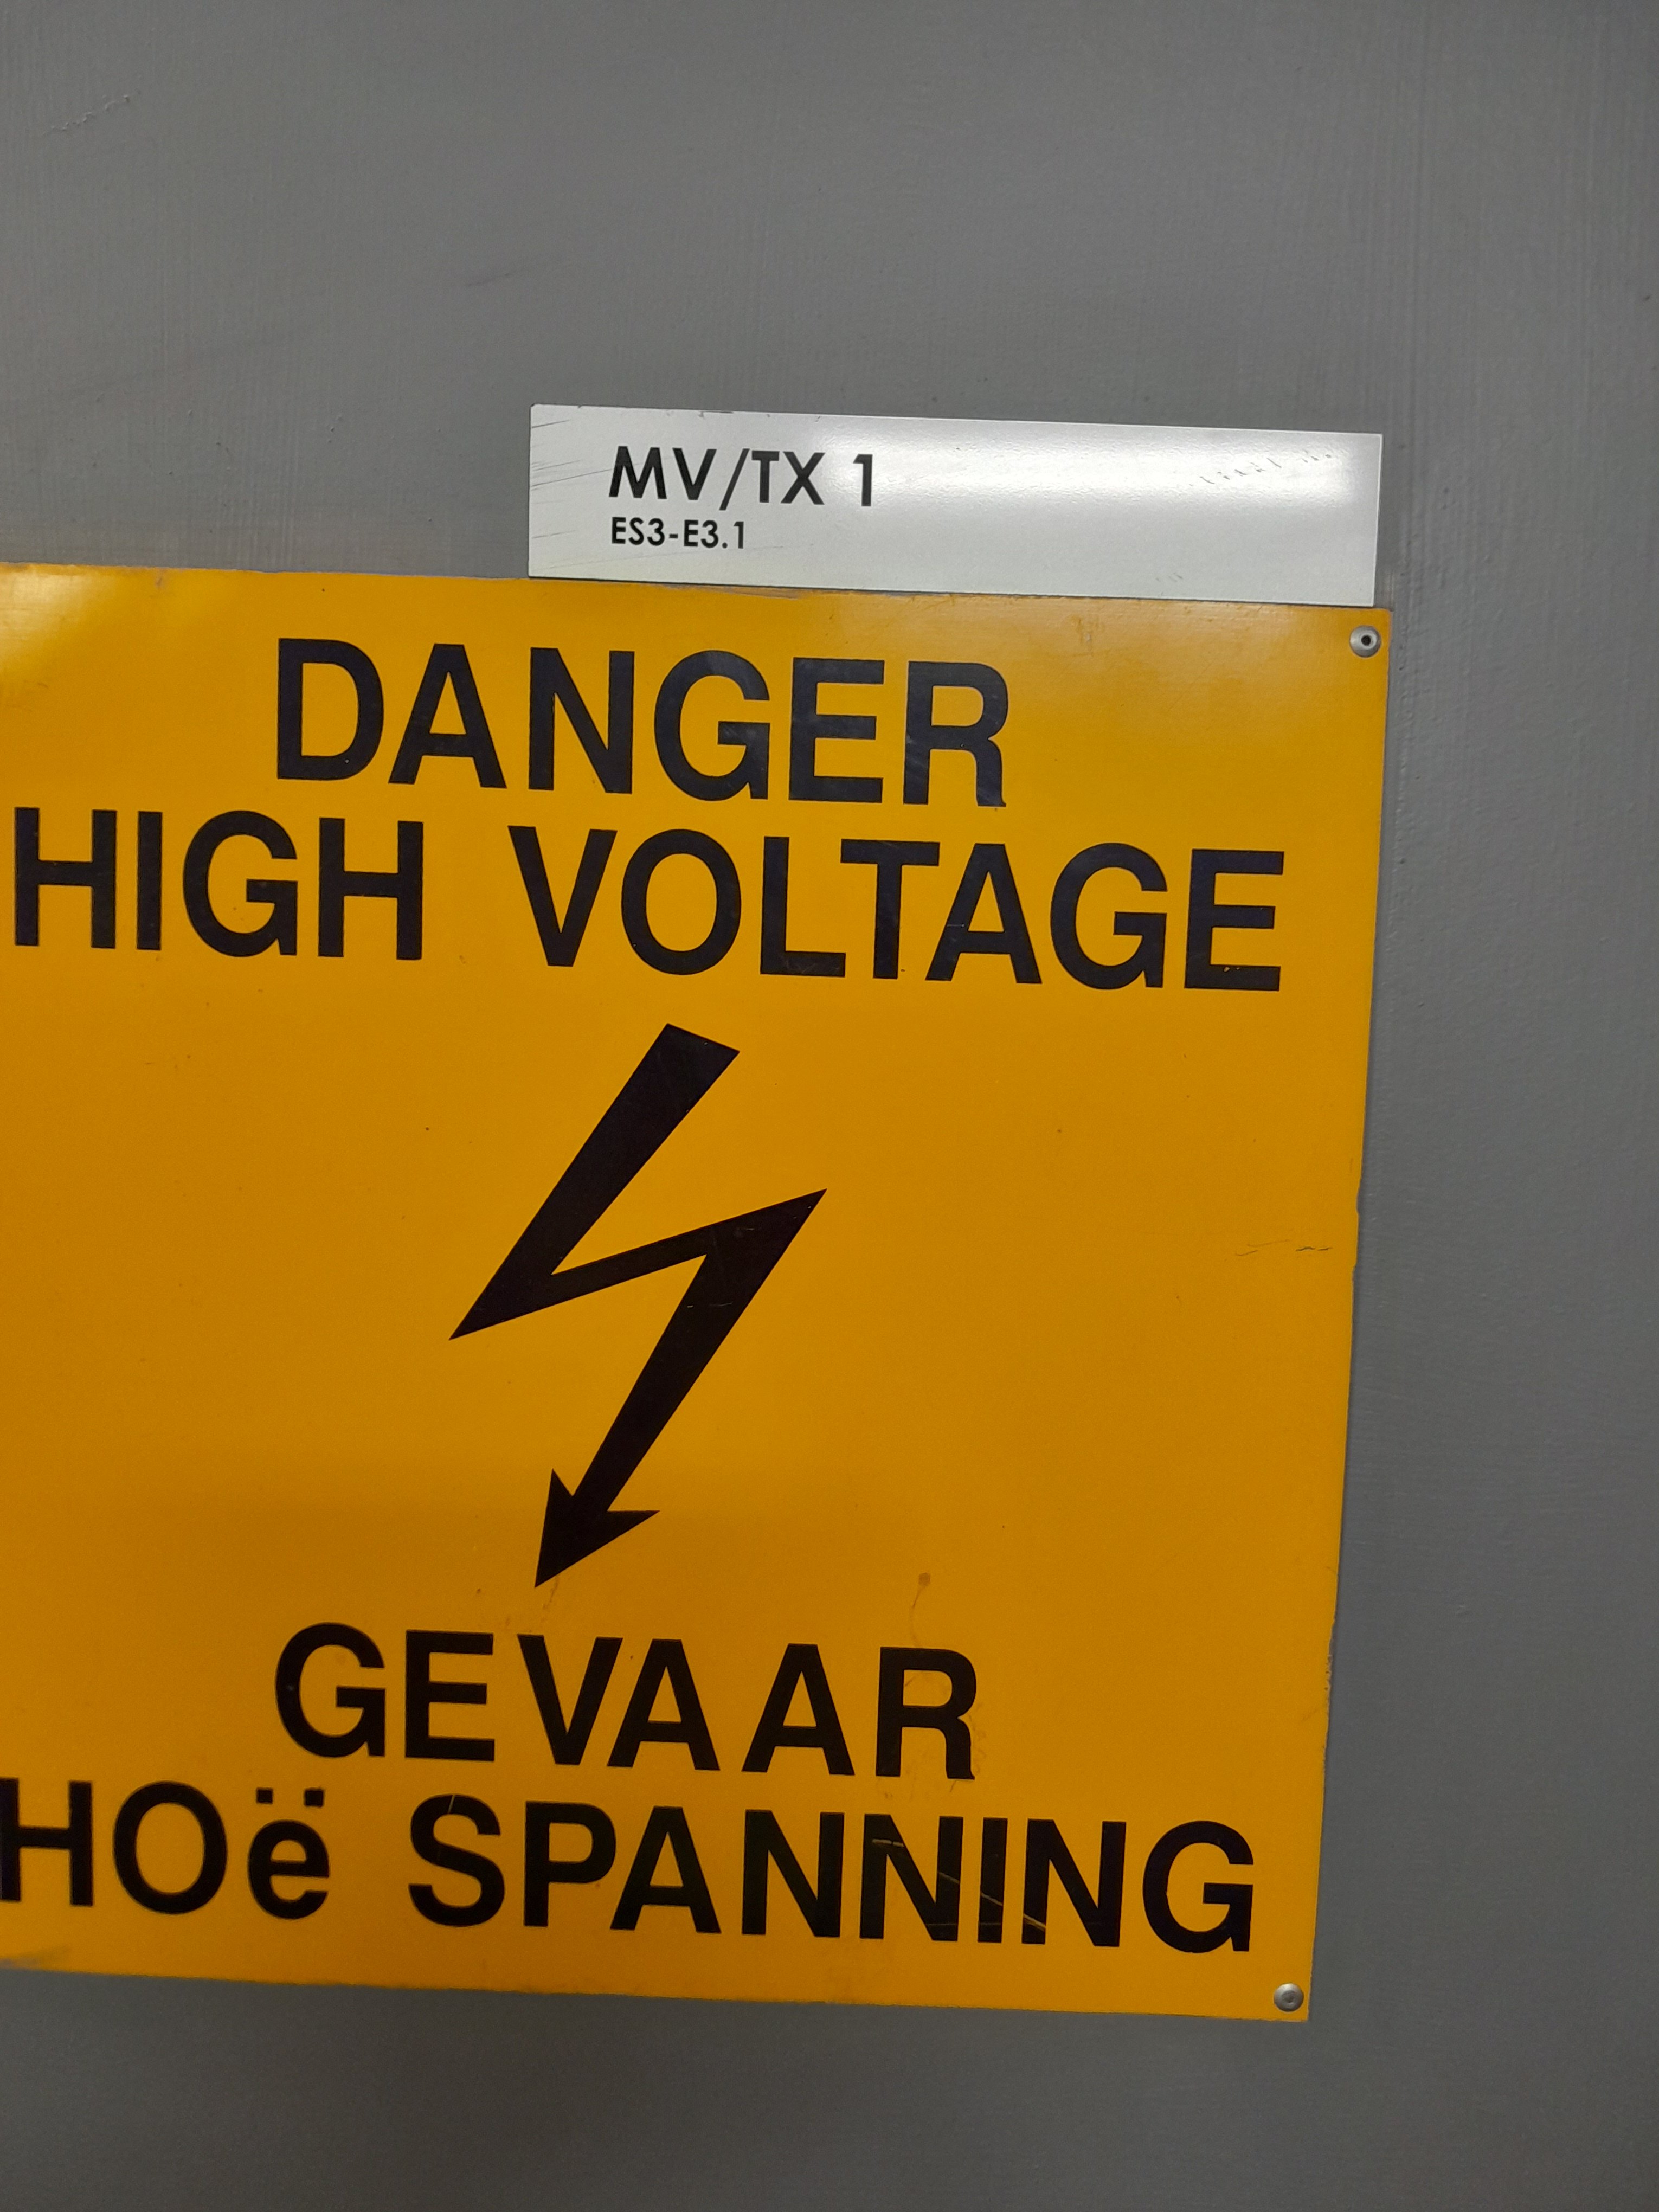 MV/TX 1
ES3-E3.1
DANGER
HIGH VOLTAGE
GEVAAR
HOë SPANNING